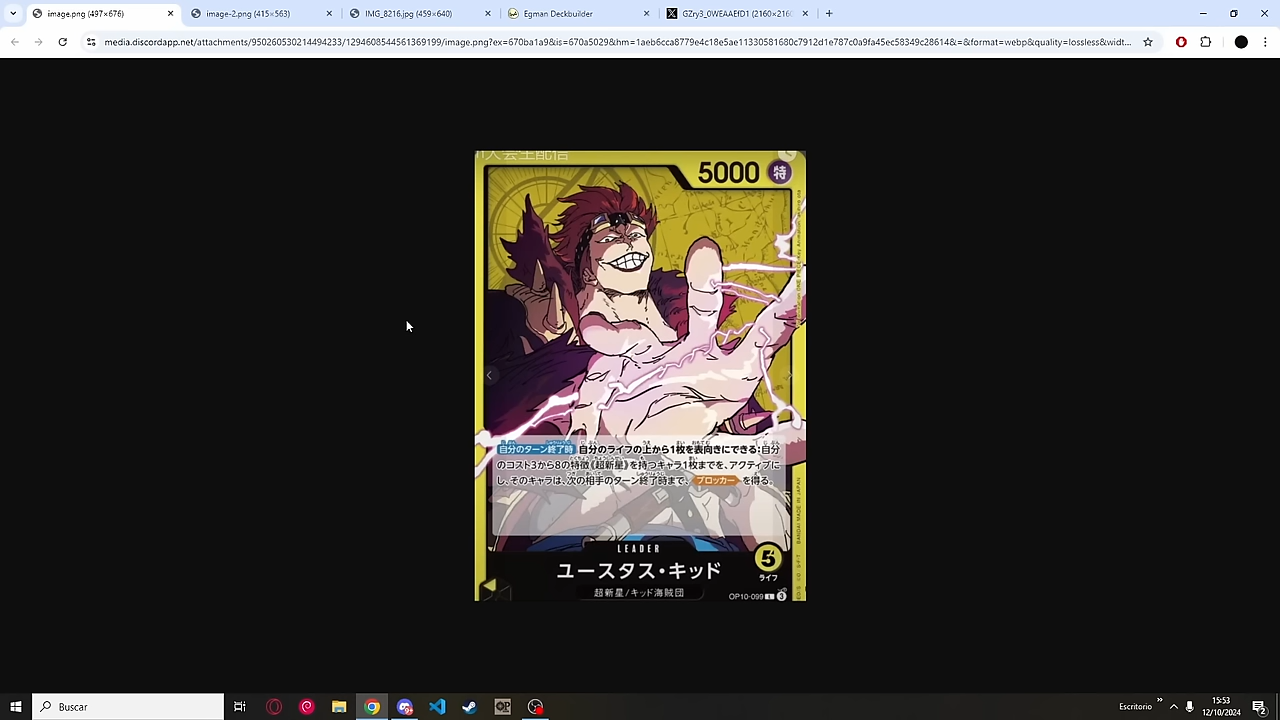 image.png (497×676)
image-2.png (415×563)
IMG_8216.jpg (459×640)
Egman Deckbuilder
GZry3_0WEAAEfD1 (2160×2160
media.discordapp.net/attachments/950260530214494233/1294608544561369199/image.png?ex=670ba1a9&is=670a5029&hm=1aeb6cca8779e4c18e5ae11330581680c7912d1e787c0a9fa45ec58349c28614&=&format=webp&quality=lossless&widt...
5000 特
自分のターン終了時 自分のライフの上から1枚を表向きにできる:自分
のコスト3から8の特徴《超新星》を持つキャラ1枚までを、アクティブに
し、そのキャラは、次の相手のターン終了時まで、ブロッカー を得る。
LEADER
ユースタス・キッド
5
ライフ
超新星/キッド海賊団
OP10-099 L
3
BANDAI MADE IN JAPAN
Buscar
Escritorio
15:53
12/10/2024
2